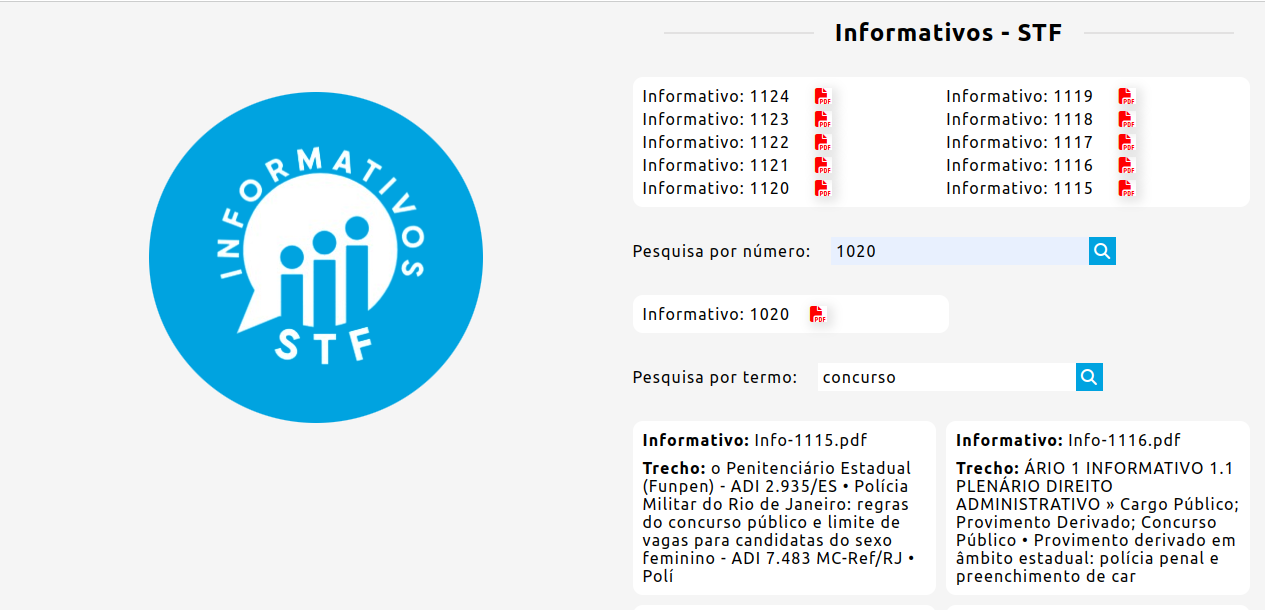 Informativos - STF
INFORMATIVOS
STF
Informativo: 1124 PDF
Informativo: 1123 PDF
Informativo: 1122 PDF
Informativo: 1121 PDF
Informativo: 1120 PDF
Informativo: 1119 PDF
Informativo: 1118 PDF
Informativo: 1117 PDF
Informativo: 1116 PDF
Informativo: 1115 PDF
Pesquisa por número: 1020
Informativo: 1020 PDF
Pesquisa por termo: concurso
Informativo: Info-1115.pdf
Trecho: o Penitenciário Estadual
(Funpen) - ADI 2.935/ES • Polícia
Militar do Rio de Janeiro: regras
do concurso público e limite de
vagas para candidatas do sexo
feminino - ADI 7.483 MC-Ref/RJ •
Polí
Informativo: Info-1116.pdf
Trecho: ÁRIO 1 INFORMATIVO 1.1
PLENÁRIO DIREITO
ADMINISTRATIVO » Cargo Público;
Provimento Derivado; Concurso
Público • Provimento derivado em
âmbito estadual: polícia penal e
preenchimento de car